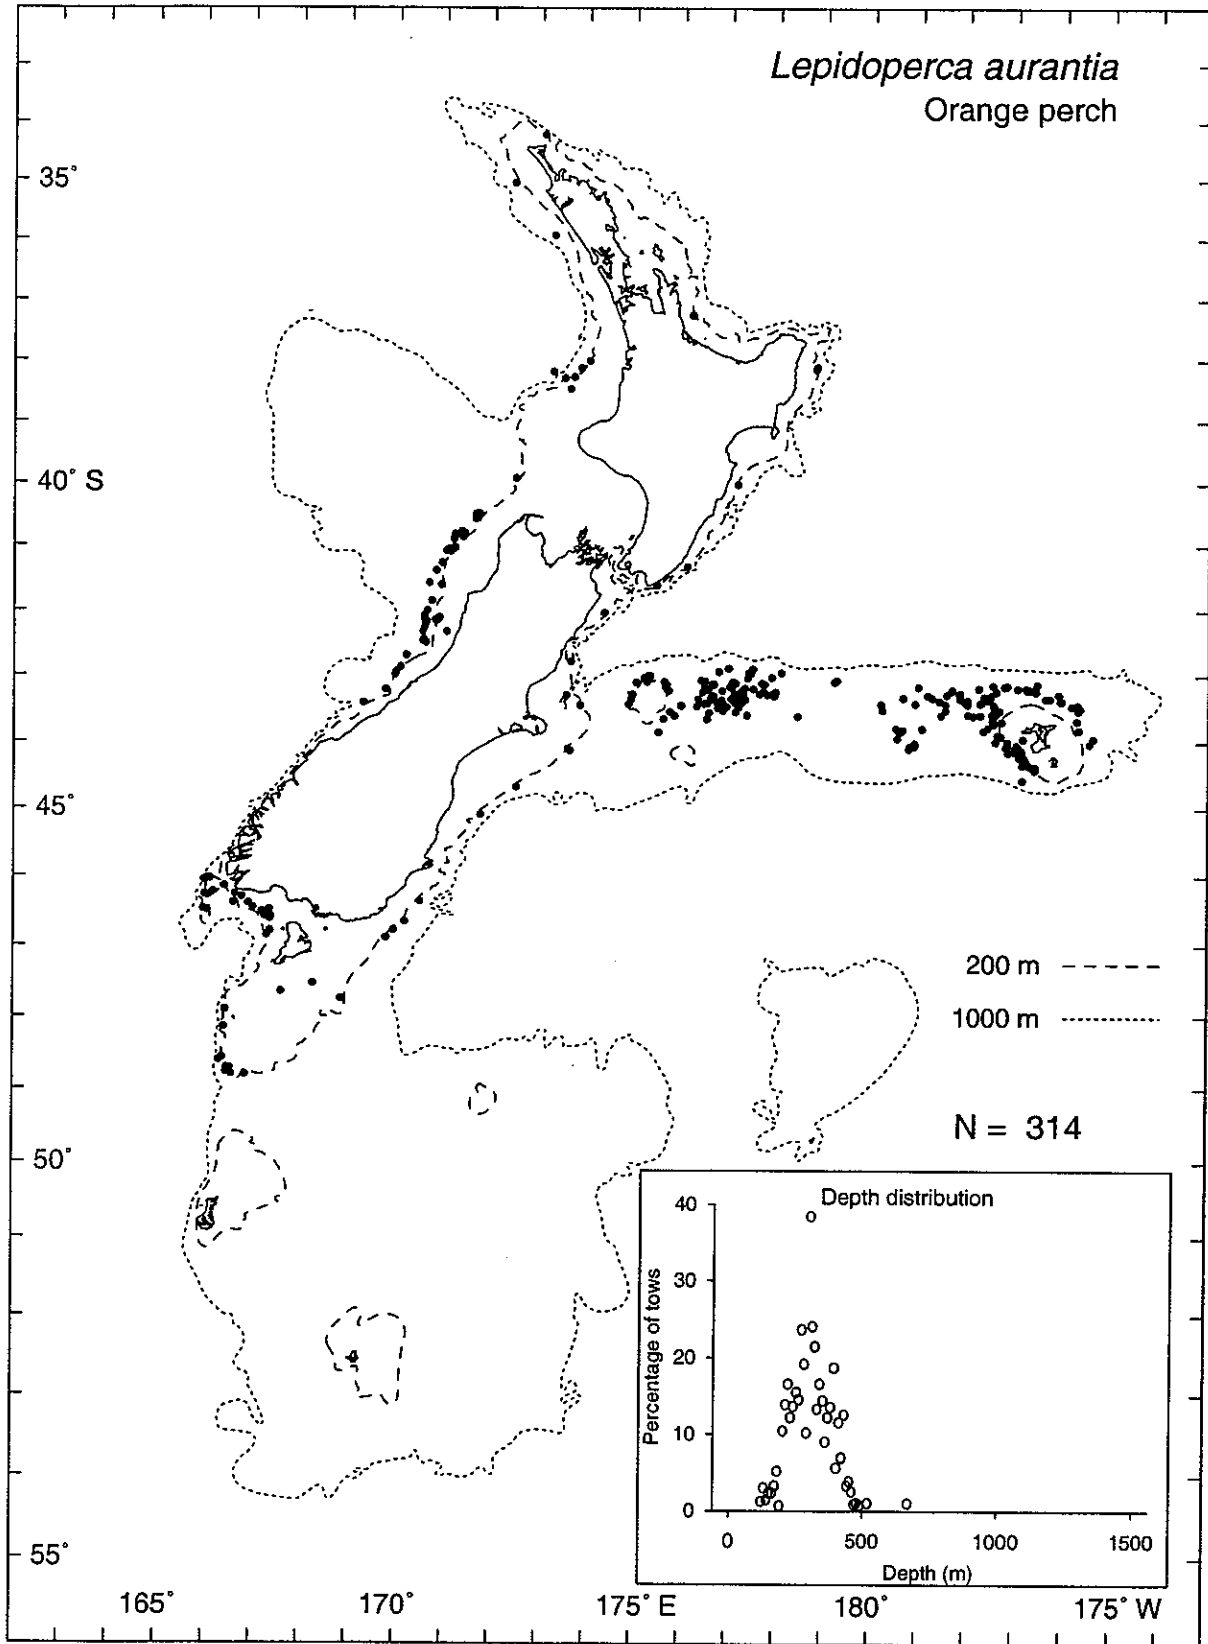 Lepidoperca aurantia
Orange perch
35°
40° S
45°
50°
55°
200 m
1000 m
N = 314
Depth distribution
40
30
20
10
0
Percentage of tows
0 500 1000 1500
Depth (m)
165° 170° 175° E 180° 175° W